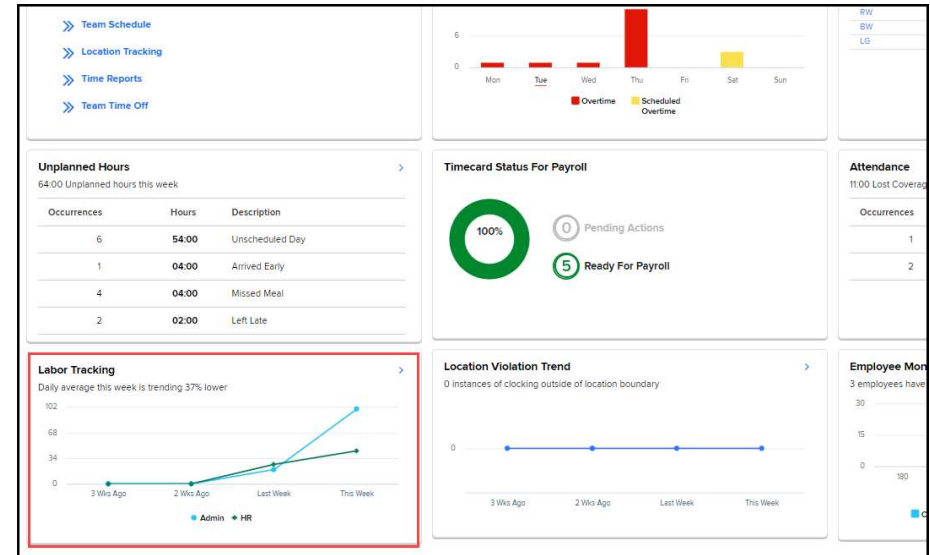 Team Schedule
Location Tracking
Time Reports
Team Time Off
6
0
Mon Tue Wed Thu Fri Sat Sun
Overtime Scheduled
Overtime
RW
BW
LG
Unplanned Hours
64:00 Unplanned hours this week
Occurrences Hours Description
6 54:00 Unscheduled Day
1 04:00 Arrived Early
4 04:00 Missed Meal
2 02:00 Left Late
Timecard Status For Payroll
100%
0 Pending Actions
5 Ready For Payroll
Attendance
11:00 Lost Coverag
Occurrences
1
2
Labor Tracking
Daily average this week is trending 37% lower
102
68
34
0
3 Wks Ago 2 Wks Ago Last Week This Week
Admin HR
Location Violation Trend
0 instances of clocking outside of location boundary
0
3 Wks Ago 2 Wks Ago Last Week This Week
Employee Mon
3 employees have
30
15
0
180